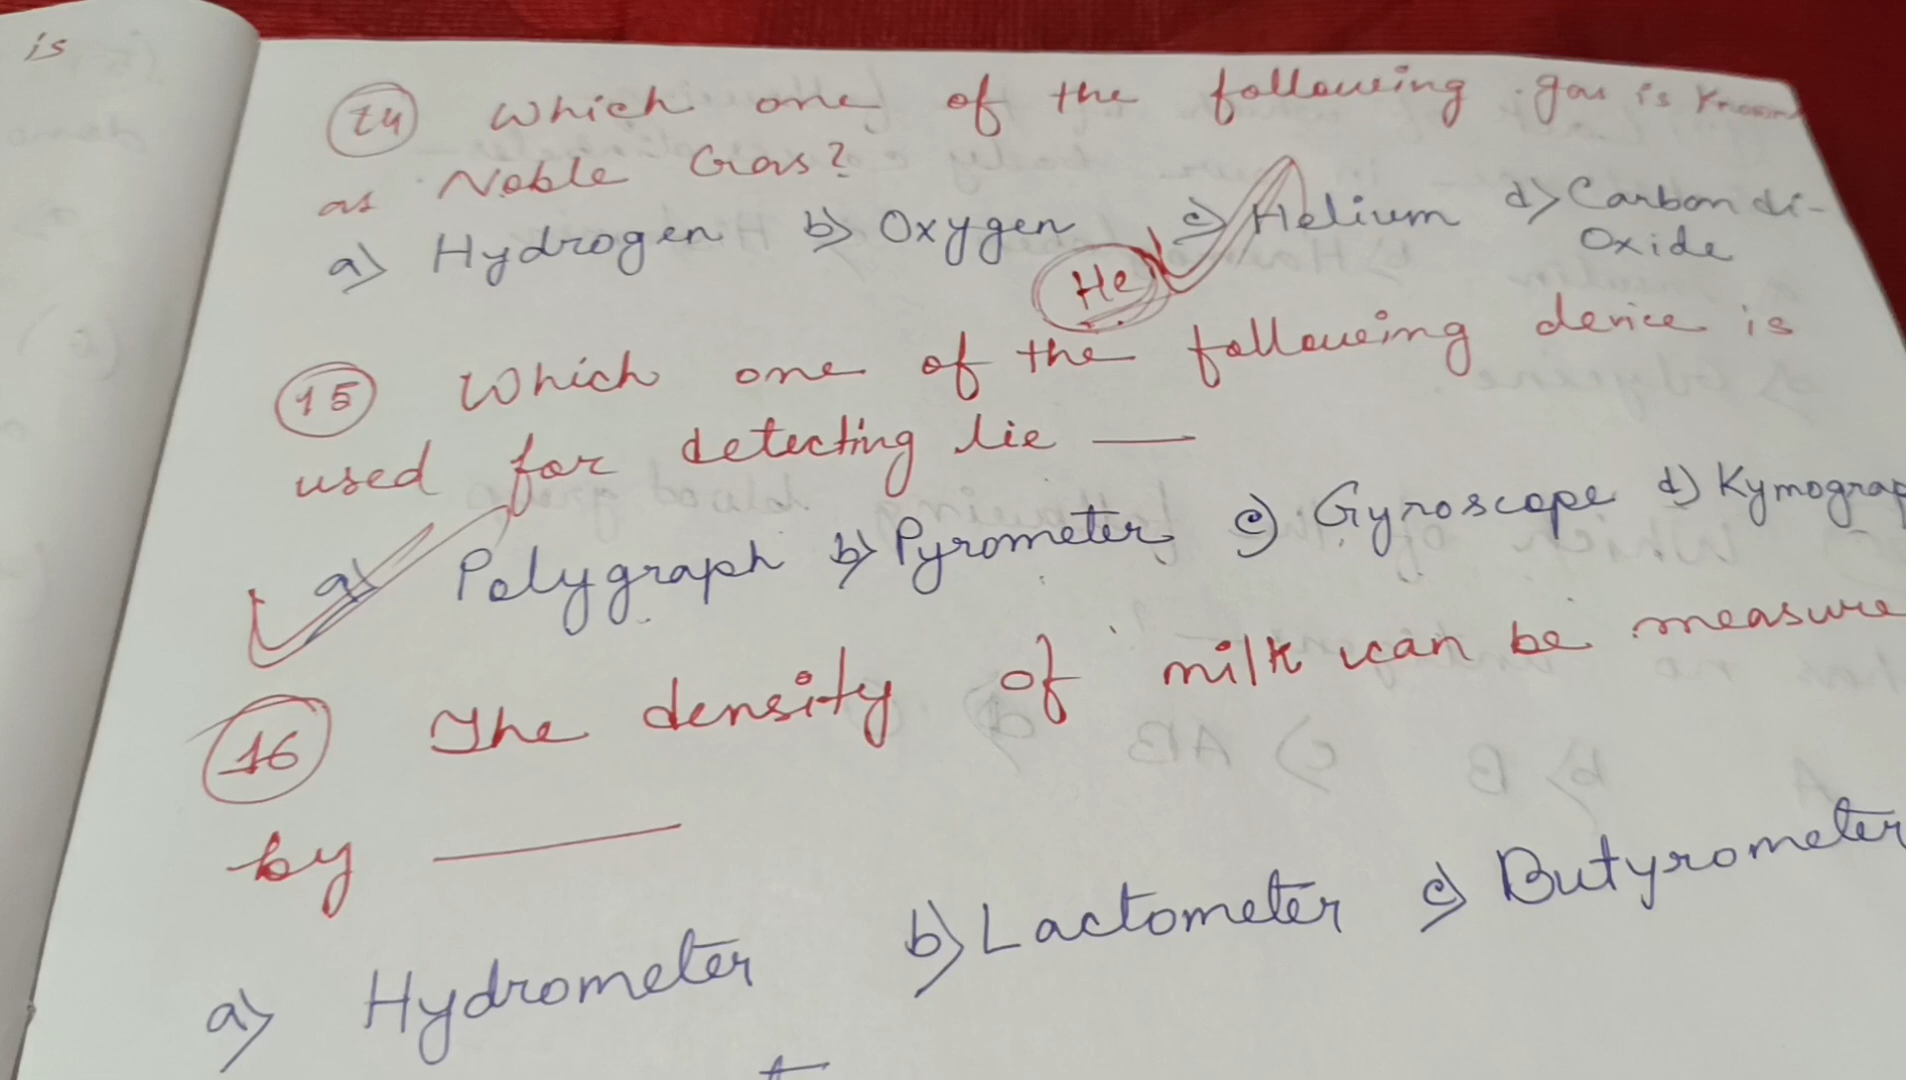 is
14 Which one of the following gas is known
as Noble Gas?
a) Hydrogen b) Oxygen c) Helium d) Carbon di-
Oxide
He
15 Which one of the following device is
used for detecting lie —
a) Polygraph b) Pyrometer c) Gyroscope d) Kymograp
16 The density of milk can be measure
by —
a) Hydrometer b) Lactometer c) Butyrometer